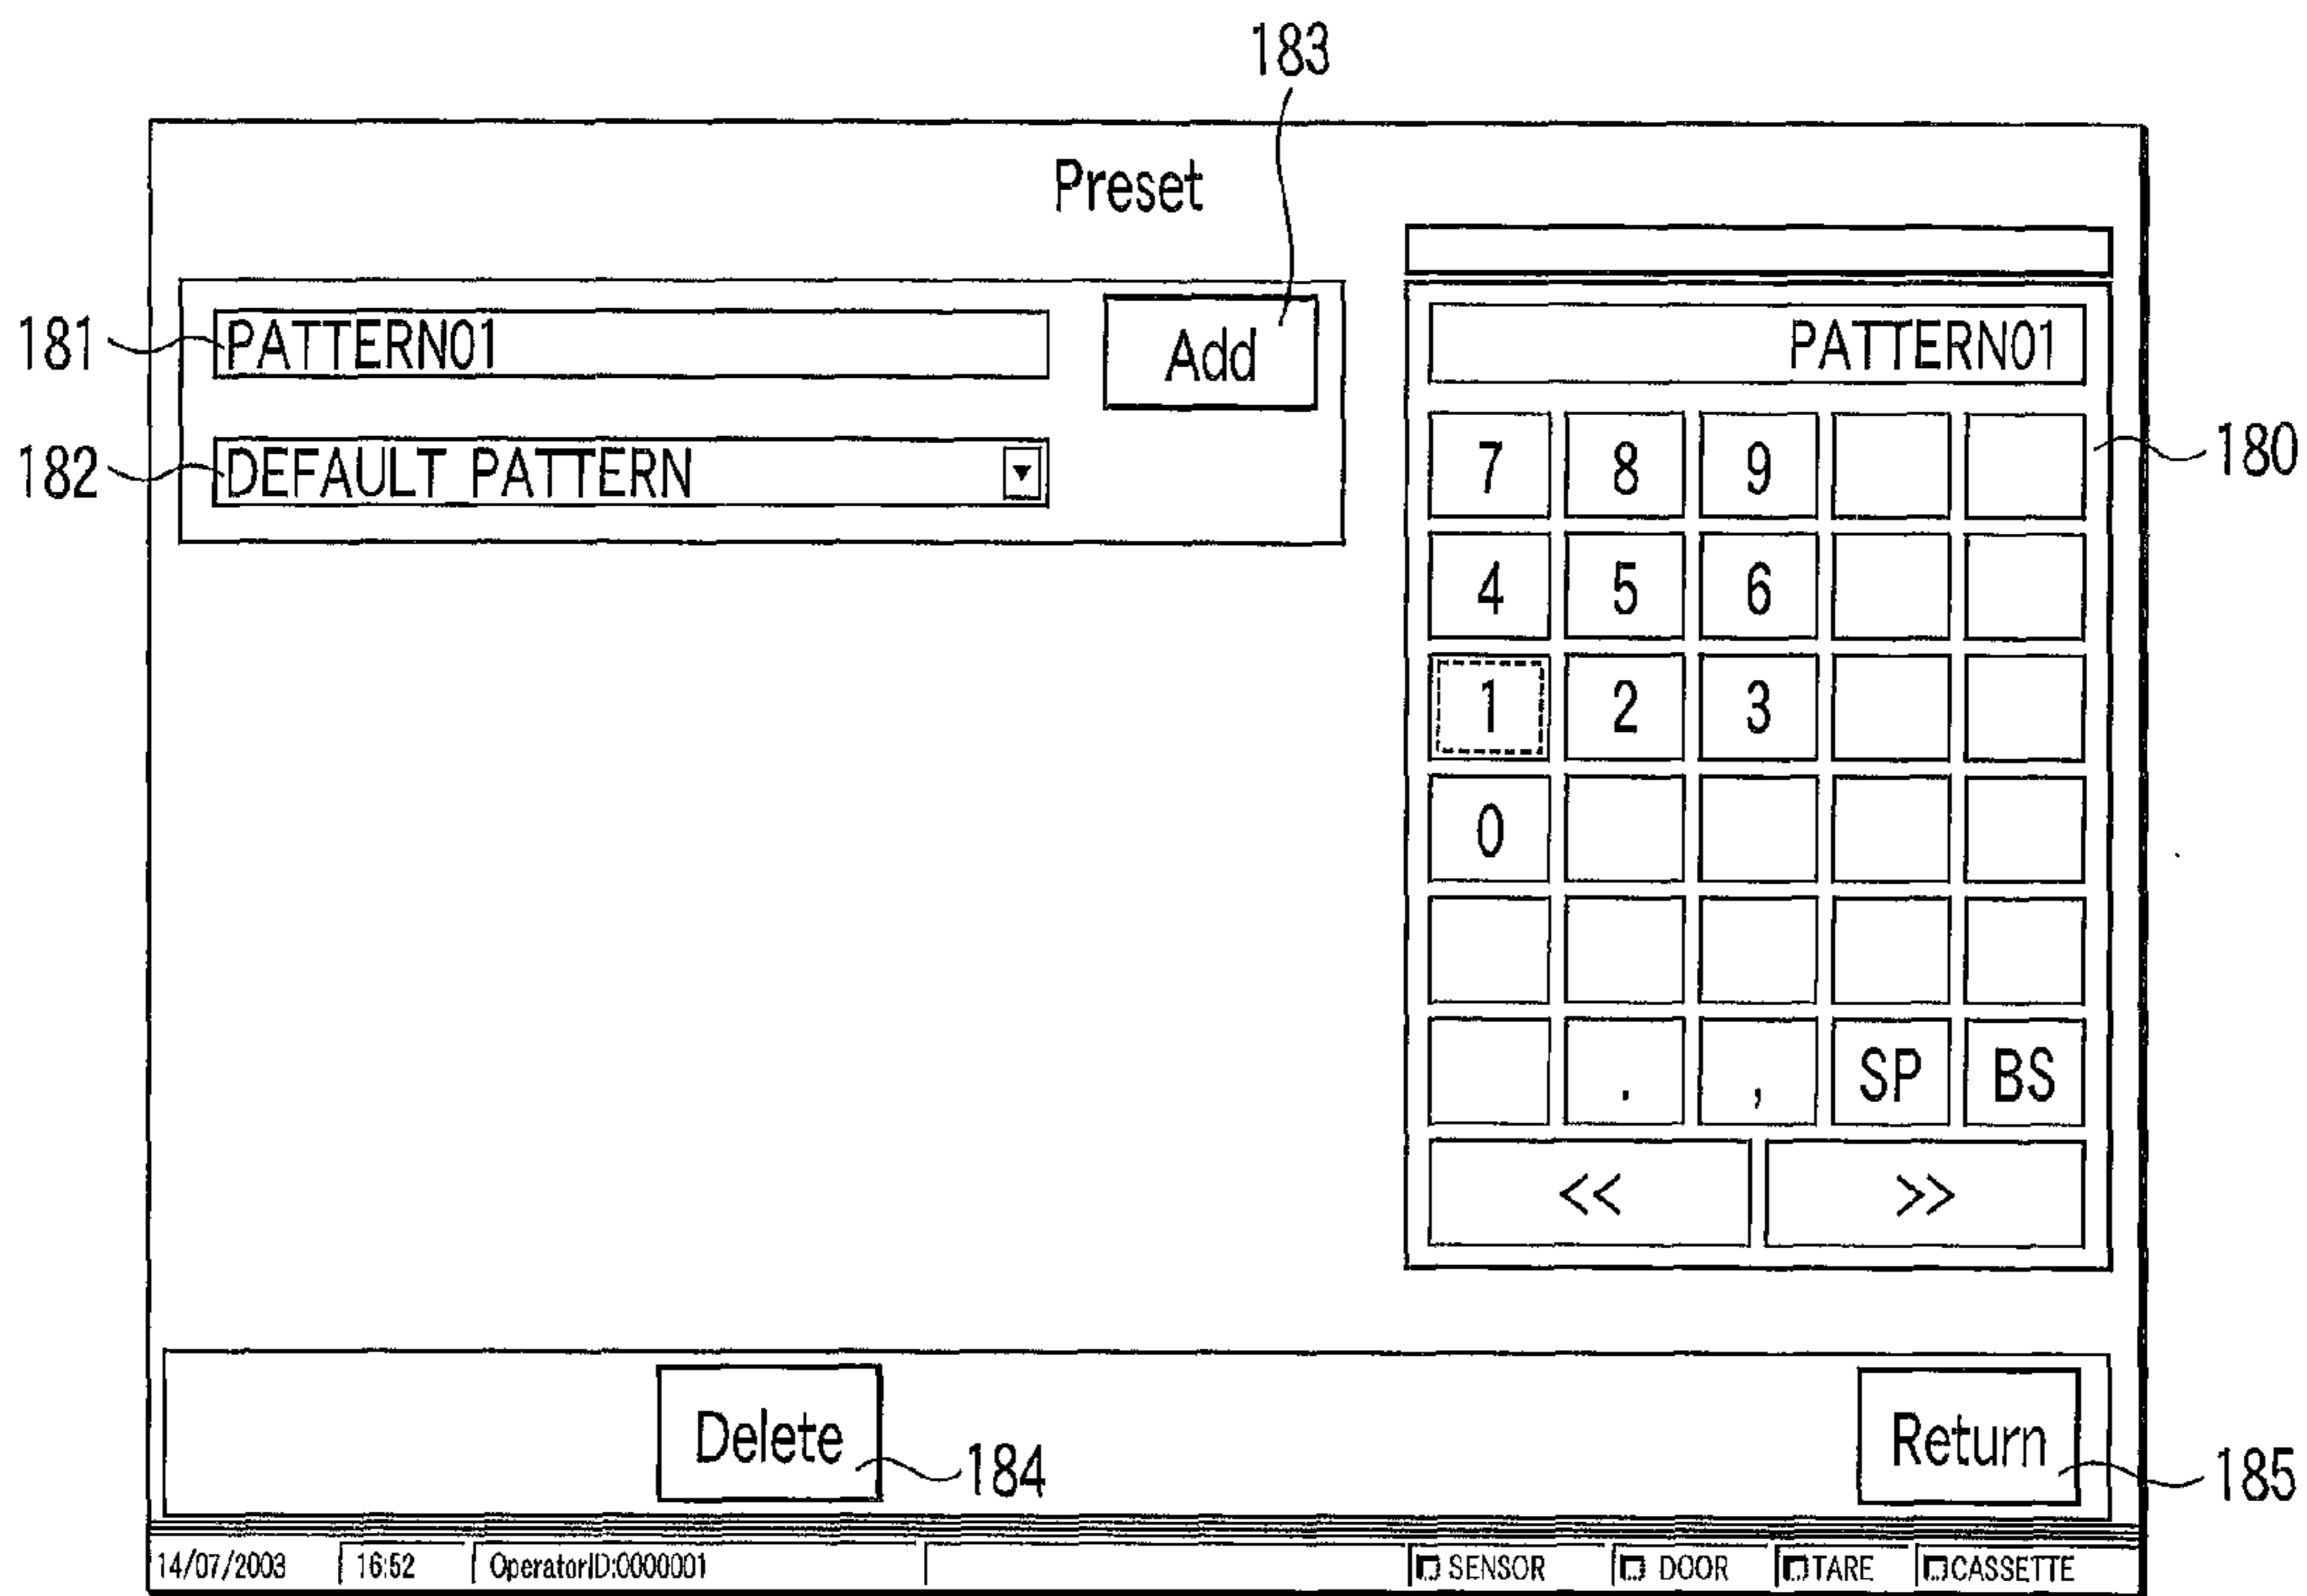 183
Preset
181
PATTERN01
Add
PATTERN01
182
DEFAULT_PATTERN
180
7 8 9
4 5 6
1 2 3
0
. , SP BS
<< >>
Delete
184
Return
185
14/07/2003 16:52 OperatorID:0000001 SENSOR DOOR TARE CASSETTE